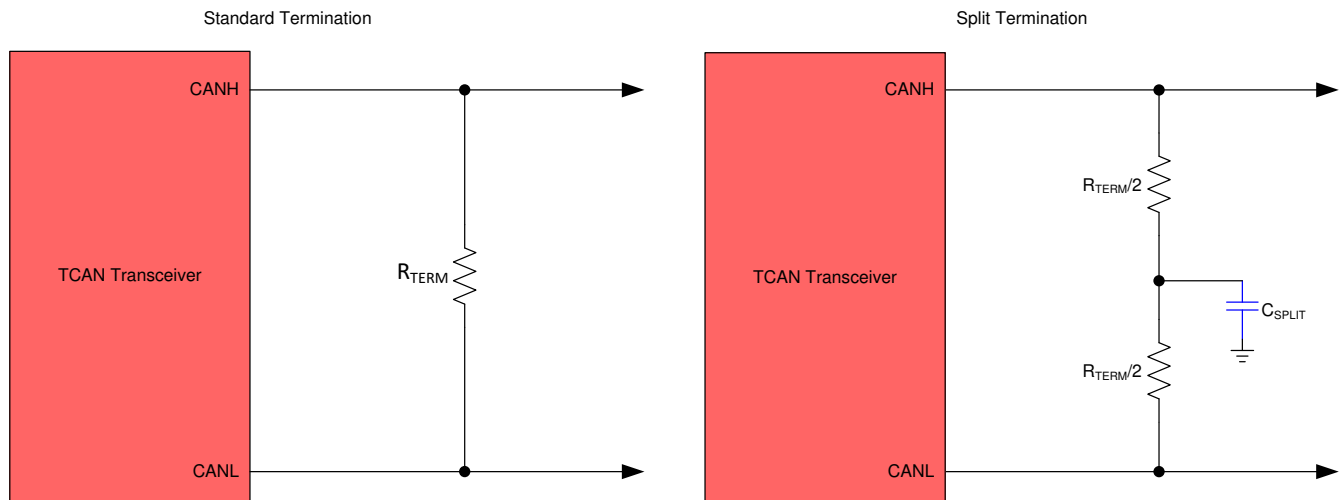 Standard Termination
CANH
TCAN Transceiver
RTERM
CANL
Split Termination
CANH
RTERM/2
TCAN Transceiver
CSPLIT
RTERM/2
CANL